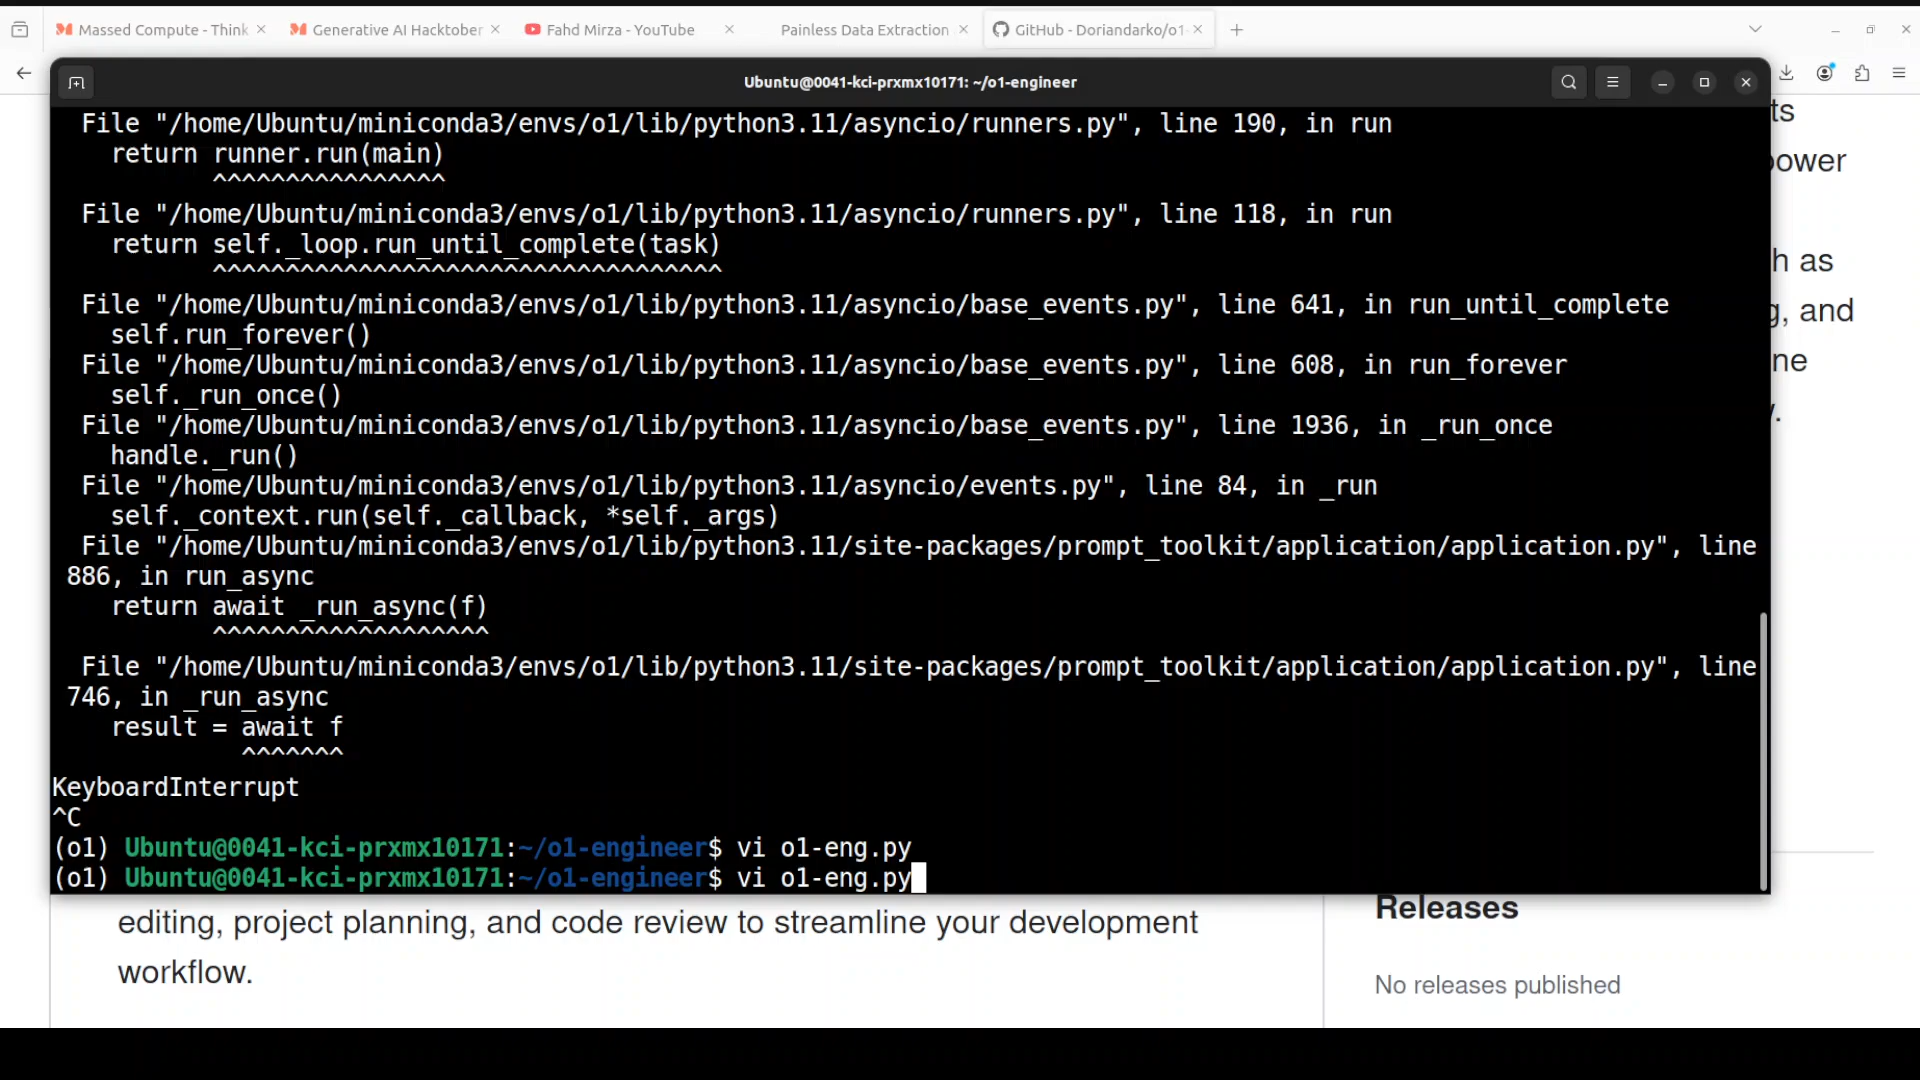 Massed Compute - Think
Generative AI Hacktober
Fahd Mirza - YouTube
Painless Data Extraction
GitHub - Doriandarko/o1-
Ubuntu@0041-kci-prxmx10171: ~/o1-engineer
File "/home/Ubuntu/miniconda3/envs/o1/lib/python3.11/asyncio/runners.py", line 190, in run
return runner.run(main)
^^^^^^^^^^^^^^^^
File "/home/Ubuntu/miniconda3/envs/o1/lib/python3.11/asyncio/runners.py", line 118, in run
return self._loop.run_until_complete(task)
^^^^^^^^^^^^^^^^^^^^^^^^^^^^^^^^^^^
File "/home/Ubuntu/miniconda3/envs/o1/lib/python3.11/asyncio/base_events.py", line 641, in run_until_complete
self.run_forever()
File "/home/Ubuntu/miniconda3/envs/o1/lib/python3.11/asyncio/base_events.py", line 608, in run_forever
self._run_once()
File "/home/Ubuntu/miniconda3/envs/o1/lib/python3.11/asyncio/base_events.py", line 1936, in _run_once
handle._run()
File "/home/Ubuntu/miniconda3/envs/o1/lib/python3.11/asyncio/events.py", line 84, in _run
self._context.run(self._callback, *self._args)
File "/home/Ubuntu/miniconda3/envs/o1/lib/python3.11/site-packages/prompt_toolkit/application/application.py", line
886, in run_async
return await _run_async(f)
^^^^^^^^^^^^^^^^^^^
File "/home/Ubuntu/miniconda3/envs/o1/lib/python3.11/site-packages/prompt_toolkit/application/application.py", line
746, in _run_async
result = await f
^^^^^^^
KeyboardInterrupt
^C
(o1) Ubuntu@0041-kci-prxmx10171:~/o1-engineer$ vi o1-eng.py
(o1) Ubuntu@0041-kci-prxmx10171:~/o1-engineer$ vi o1-eng.py
ts
power
h as
g, and
ne
editing, project planning, and code review to streamline your development
workflow.
Releases
No releases published